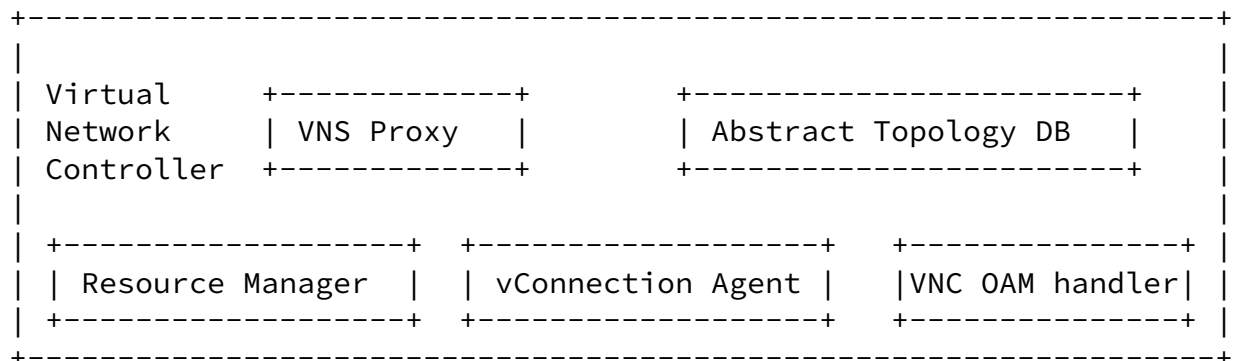 Virtual
Network VNS Proxy Abstract Topology DB
Controller
Resource Manager vConnection Agent VNC OAM handler